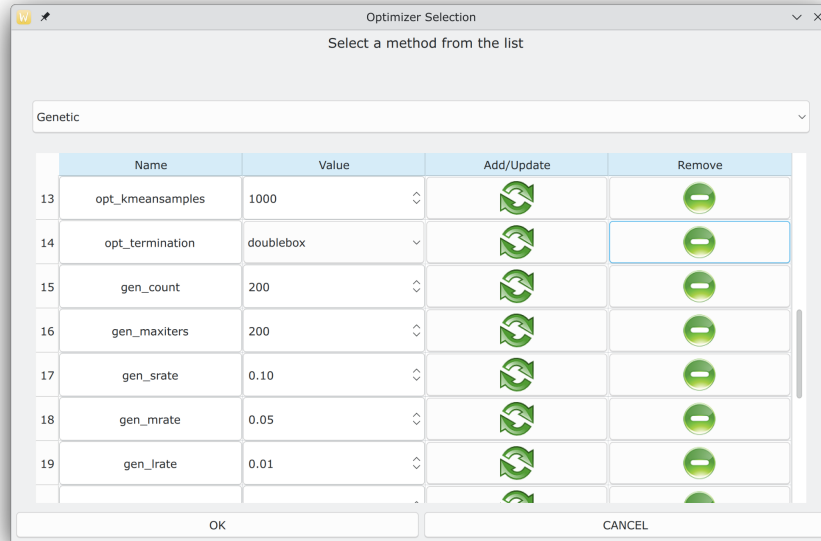 W
Optimizer Selection
Select a method from the list
Genetic
Name Value Add/Update Remove
13 opt_kmeansamples 1000
14 opt_termination doublebox
15 gen_count 200
16 gen_maxiters 200
17 gen_srate 0.10
18 gen_mrate 0.05
19 gen_lrate 0.01
OK CANCEL